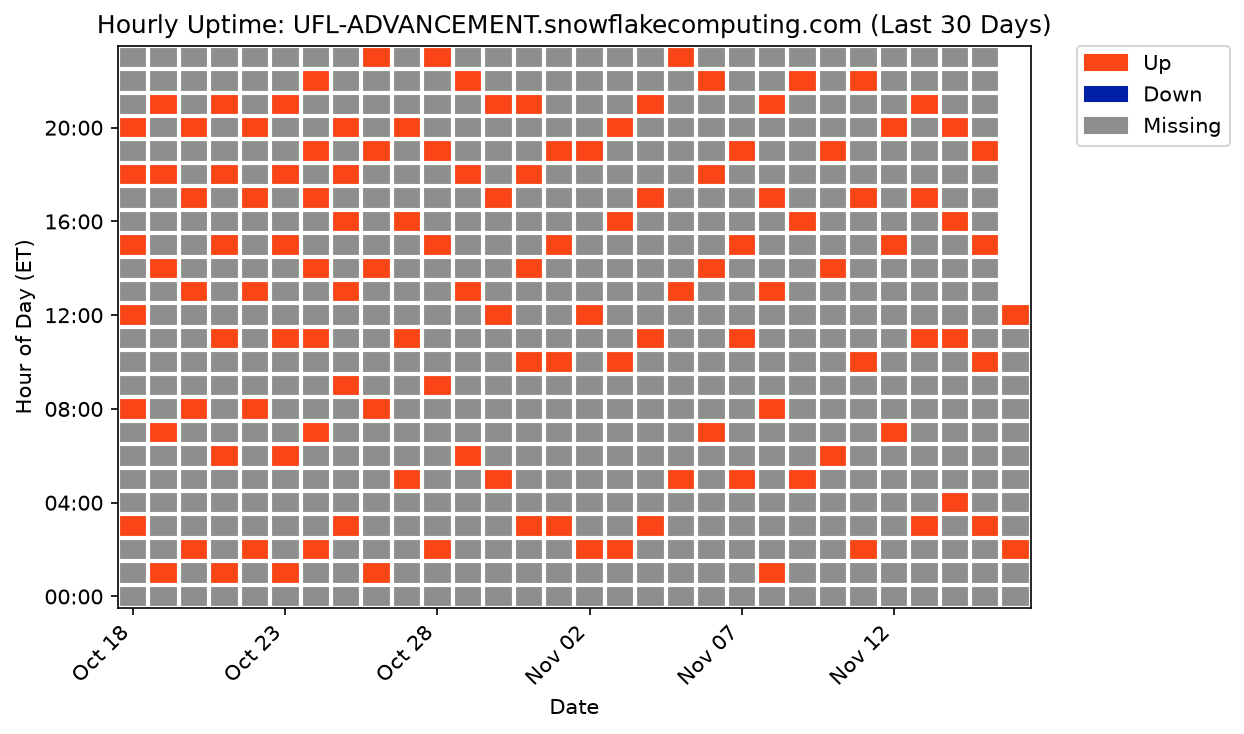 Hourly Uptime: UFL-ADVANCEMENT.snowflakecomputing.com (Last 30 Days)
Up
Down
Missing
20:00
16:00
12:00
08:00
04:00
00:00
Hour of Day (ET)
Oct 18
Oct 23
Oct 28
Nov 02
Nov 07
Nov 12
Date